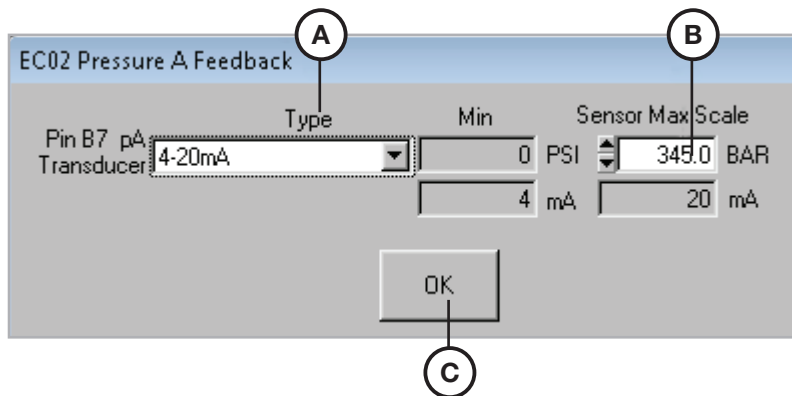 A
B
EC02 Pressure A Feedback
Type Min Sensor Max Scale
Pin B7 pA
Transducer 4-20mA 0 PSI 345.0 BAR
4 mA 20 mA
OK
C